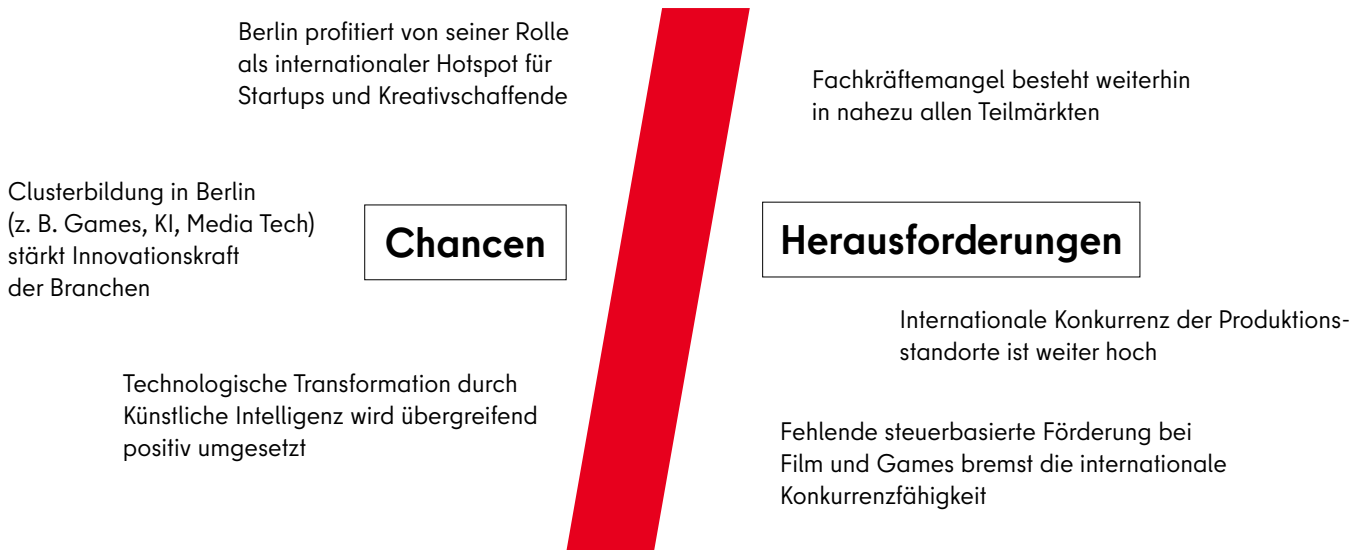 Berlin profitiert von seiner Rolle
als internationaler Hotspot für
Startups und Kreativschaffende
Clusterbildung in Berlin
(z. B. Games, KI, Media Tech)
stärkt Innovationskraft
der Branchen
Chancen
Technologische Transformation durch
Künstliche Intelligenz wird übergreifend
positiv umgesetzt
Fachkräftemangel besteht weiterhin
in nahezu allen Teilmärkten
Herausforderungen
Internationale Konkurrenz der Produktions-
standorte ist weiter hoch
Fehlende steuerbasierte Förderung bei
Film und Games bremst die internationale
Konkurrenzfähigkeit